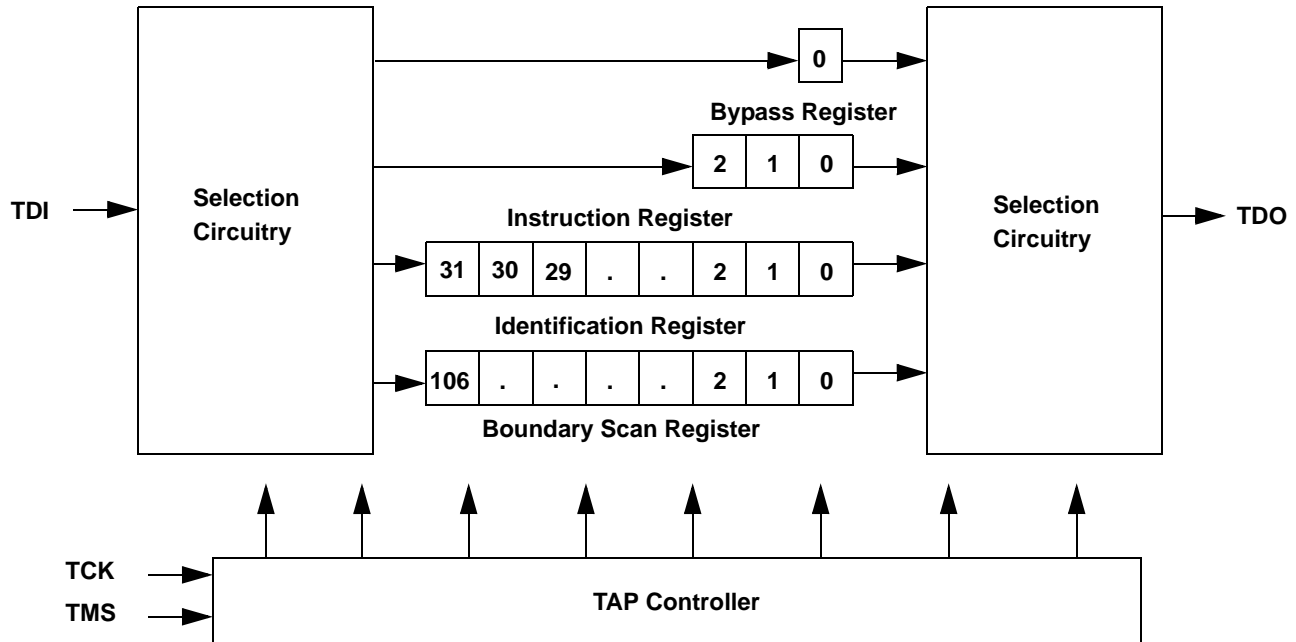 0
Bypass Register
2 1 0
TDI
Selection
Circuitry
Selection
Circuitry
TDO
Instruction Register
31 30 29 . . 2 1 0
Identification Register
106 . . . . 2 1 0
Boundary Scan Register
TCK
TMS
TAP Controller